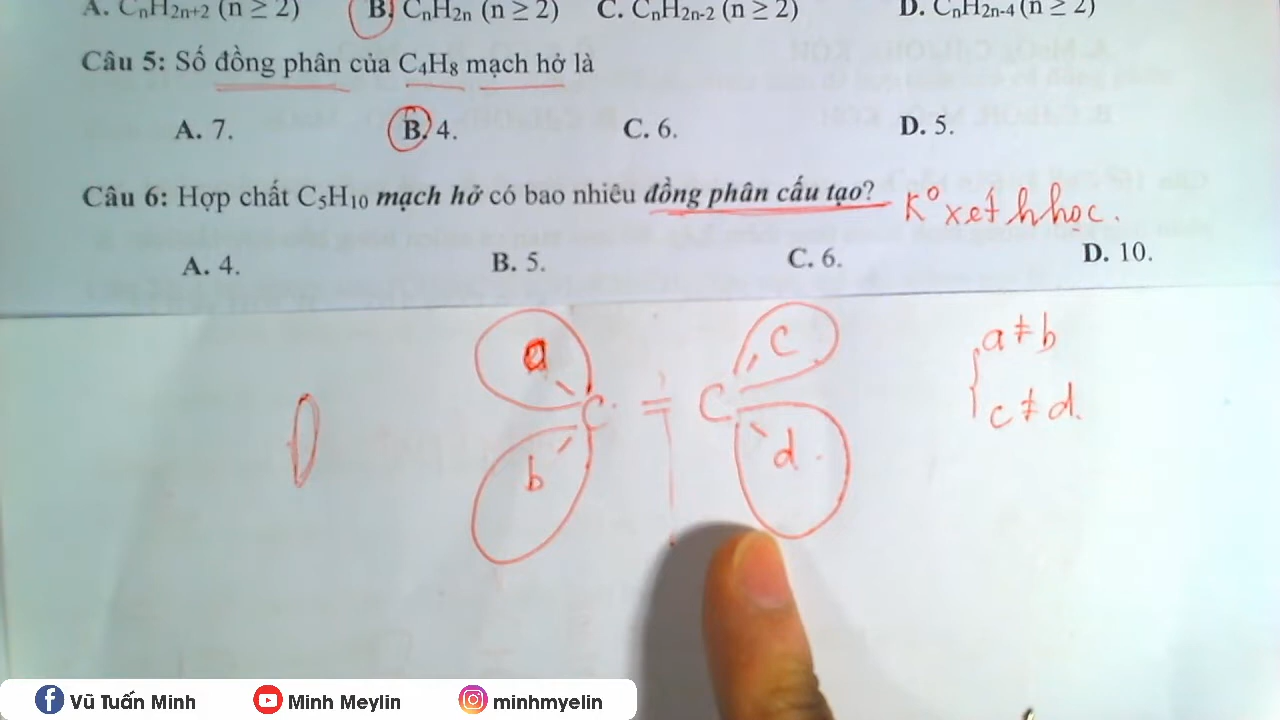 A. CnH2n+2 (n ≥ 2) B. CnH2n (n ≥ 2) C. CnH2n-2 (n ≥ 2) D. CnH2n-4 (n ≥ 2)
Câu 5: Số đồng phân của C4H8 mạch hở là
A. 7. B. 4. C. 6. D. 5.
Câu 6: Hợp chất C5H10 mạch hở có bao nhiêu đồng phân cấu tạo? K° xét hhọc.
A. 4. B. 5. C. 6. D. 10.
a c a ≠ b
C = C
b d c ≠ d.
Vũ Tuấn Minh Minh Meylin minhmyelin